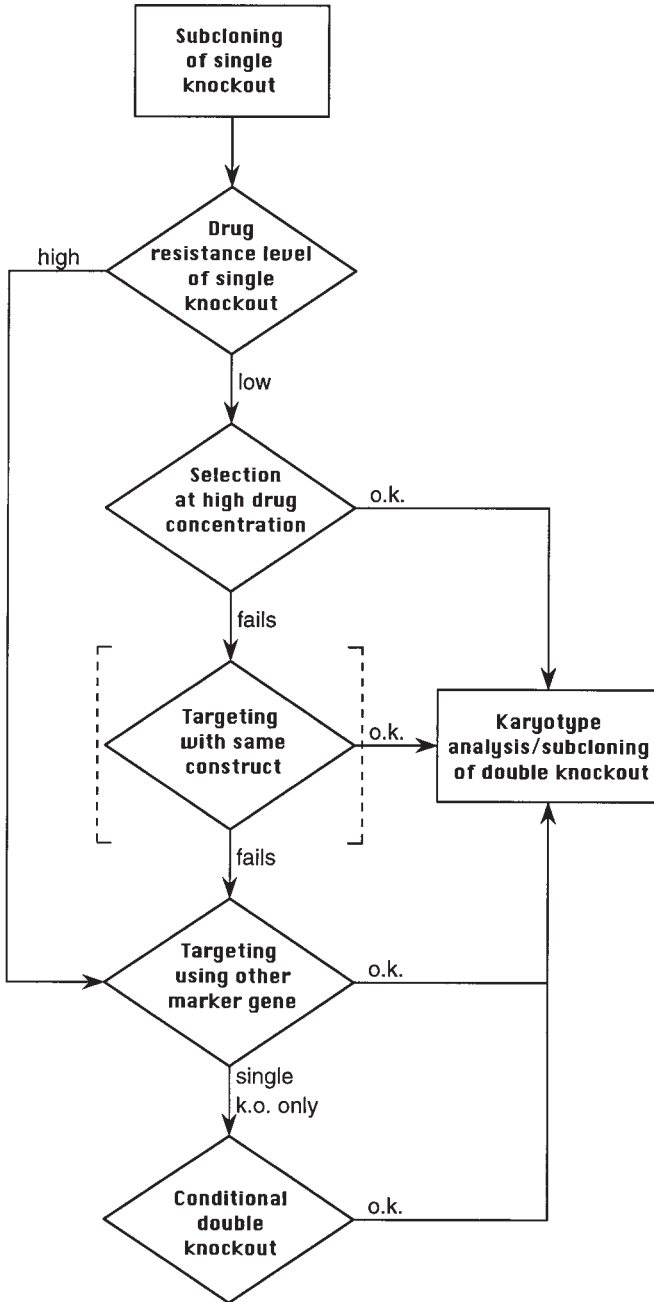 Subcloning
of single
knockout
Drug
resistance level
of single
knockout
high
low
Selection
at high drug
concentration
o.k.
fails
Targeting
with same
construct
o.k.
Karyotype
analysis/subcloning
of double knockout
fails
Targeting
using other
marker gene
o.k.
single
k.o. only
Conditional
double
knockout
o.k.